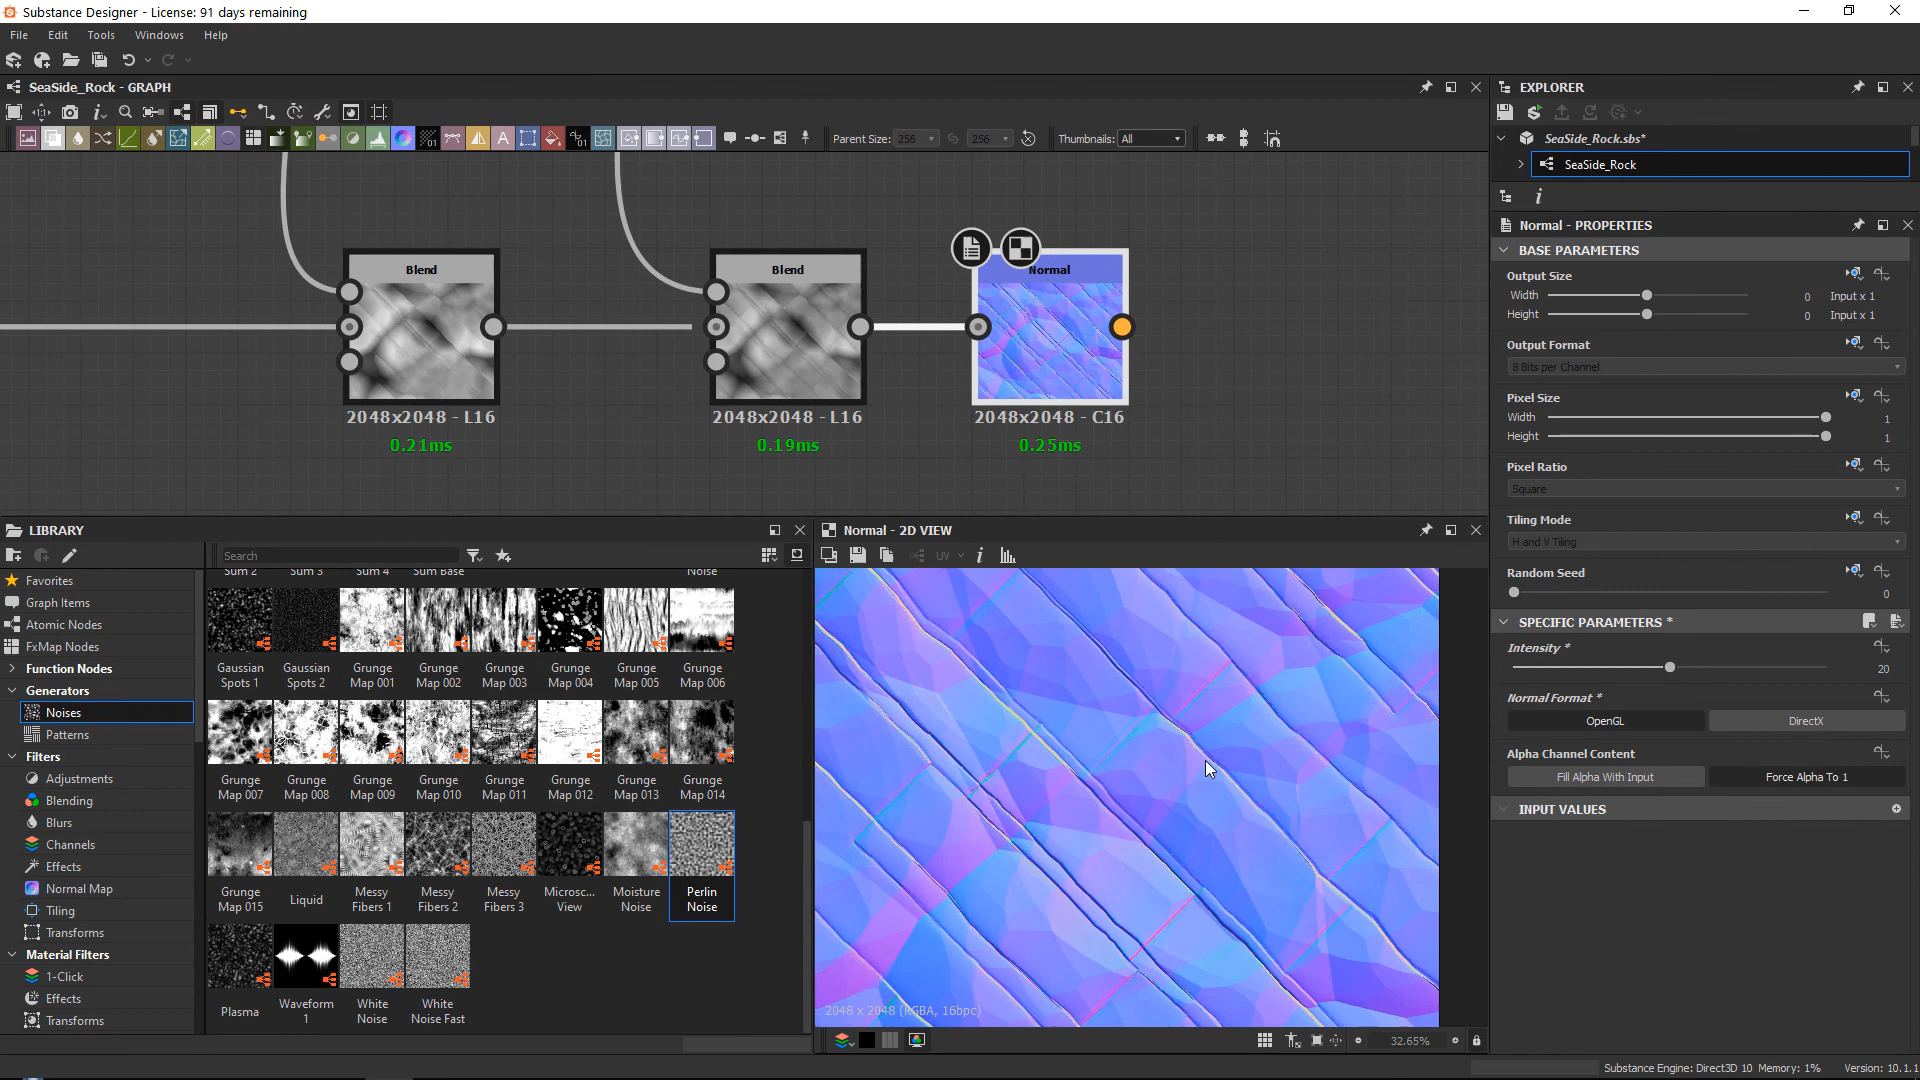 Substance Designer - License: 91 days remaining
File Edit Tools Windows Help
SeaSide_Rock - GRAPH
Parent Size: 256 256 Thumbnails: All
Blend
2048x2048 - L16
0.21ms
Blend
2048x2048 - L16
0.19ms
Normal
2048x2048 - C16
0.25ms
LIBRARY
Search
Favorites
Graph Items
Atomic Nodes
FxMap Nodes
Function Nodes
Generators
Noises
Patterns
Filters
Adjustments
Blending
Blurs
Channels
Effects
Normal Map
Tiling
Transforms
Material Filters
1-Click
Effects
Transforms
Sum 2 Sum 3 Sum 4 Sum Base Noise
Gaussian Spots 1
Gaussian Spots 2
Grunge Map 001
Grunge Map 002
Grunge Map 003
Grunge Map 004
Grunge Map 005
Grunge Map 006
Grunge Map 007
Grunge Map 008
Grunge Map 009
Grunge Map 010
Grunge Map 011
Grunge Map 012
Grunge Map 013
Grunge Map 014
Grunge Map 015
Liquid
Messy Fibers 1
Messy Fibers 2
Messy Fibers 3
Microsc... View
Moisture Noise
Perlin Noise
Plasma
Waveform 1
White Noise
White Noise Fast
Normal - 2D VIEW
UV
2048 x 2048 (RGBA, 16bpc)
32.65%
EXPLORER
SeaSide_Rock.sbs*
SeaSide_Rock
Normal - PROPERTIES
BASE PARAMETERS
Output Size
Width 0 Input x 1
Height 0 Input x 1
Output Format
8 Bits per Channel
Pixel Size
Width 1
Height 1
Pixel Ratio
Square
Tiling Mode
H and V Tiling
Random Seed
0
SPECIFIC PARAMETERS *
Intensity *
20
Normal Format *
OpenGL DirectX
Alpha Channel Content
Fill Alpha With Input Force Alpha To 1
INPUT VALUES
Substance Engine: Direct3D 10 Memory: 1% Version: 10.1.1